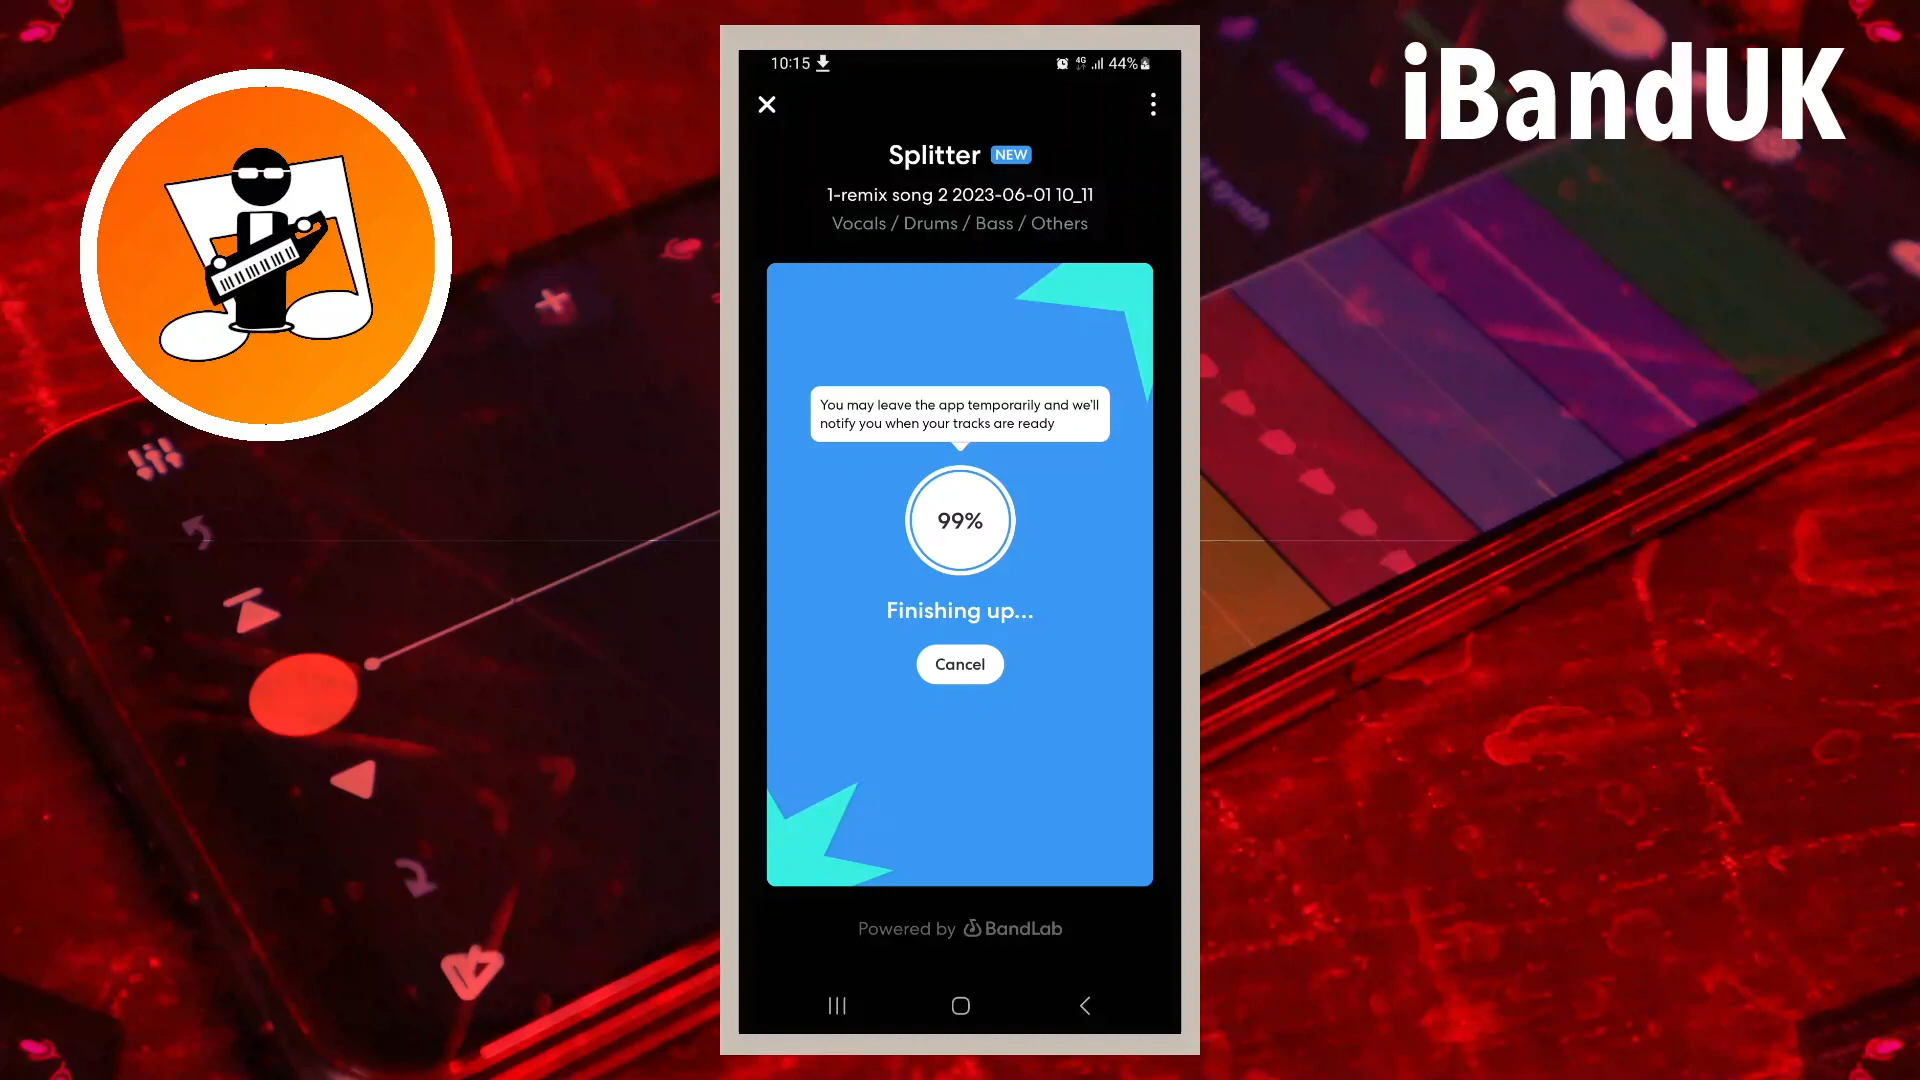 iBandUK
10:15
4G
44%
Splitter NEW
1-remix song 2 2023-06-01 10_11
Vocals / Drums / Bass / Others
You may leave the app temporarily and we'll
notify you when your tracks are ready
99%
Finishing up...
Cancel
Powered by BandLab